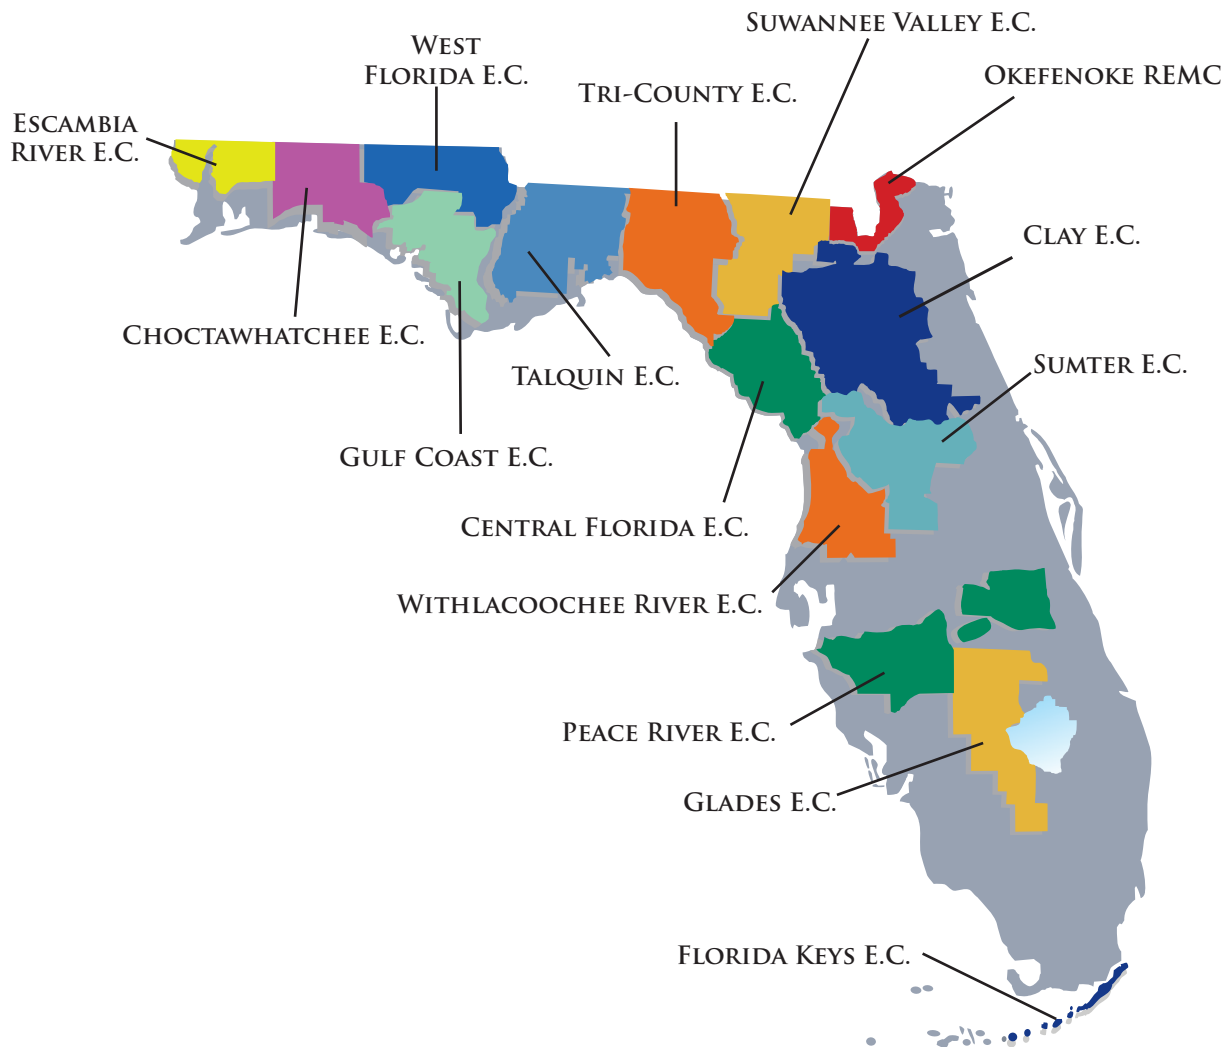 Suwannee Valley E.C.
West
Florida E.C.
Okefenoke REMC
Tri-County E.C.
Escambia
River E.C.
Clay E.C.
Choctawhatchee E.C.
Sumter E.C.
Talquin E.C.
Gulf Coast E.C.
Central Florida E.C.
Withlacoochee River E.C.
Peace River E.C.
Glades E.C.
Florida Keys E.C.